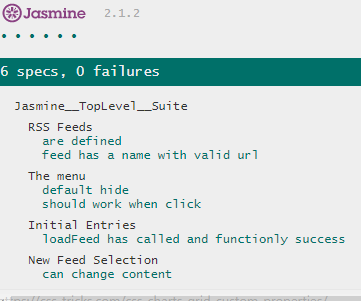 Jasmine 2.1.2
• • • • • •
6 specs, 0 failures
Jasmine__TopLevel__Suite
RSS Feeds
are defined
feed has a name with valid url
The menu
default hide
should work when click
Initial Entries
loadFeed has called and functionly success
New Feed Selection
can change content